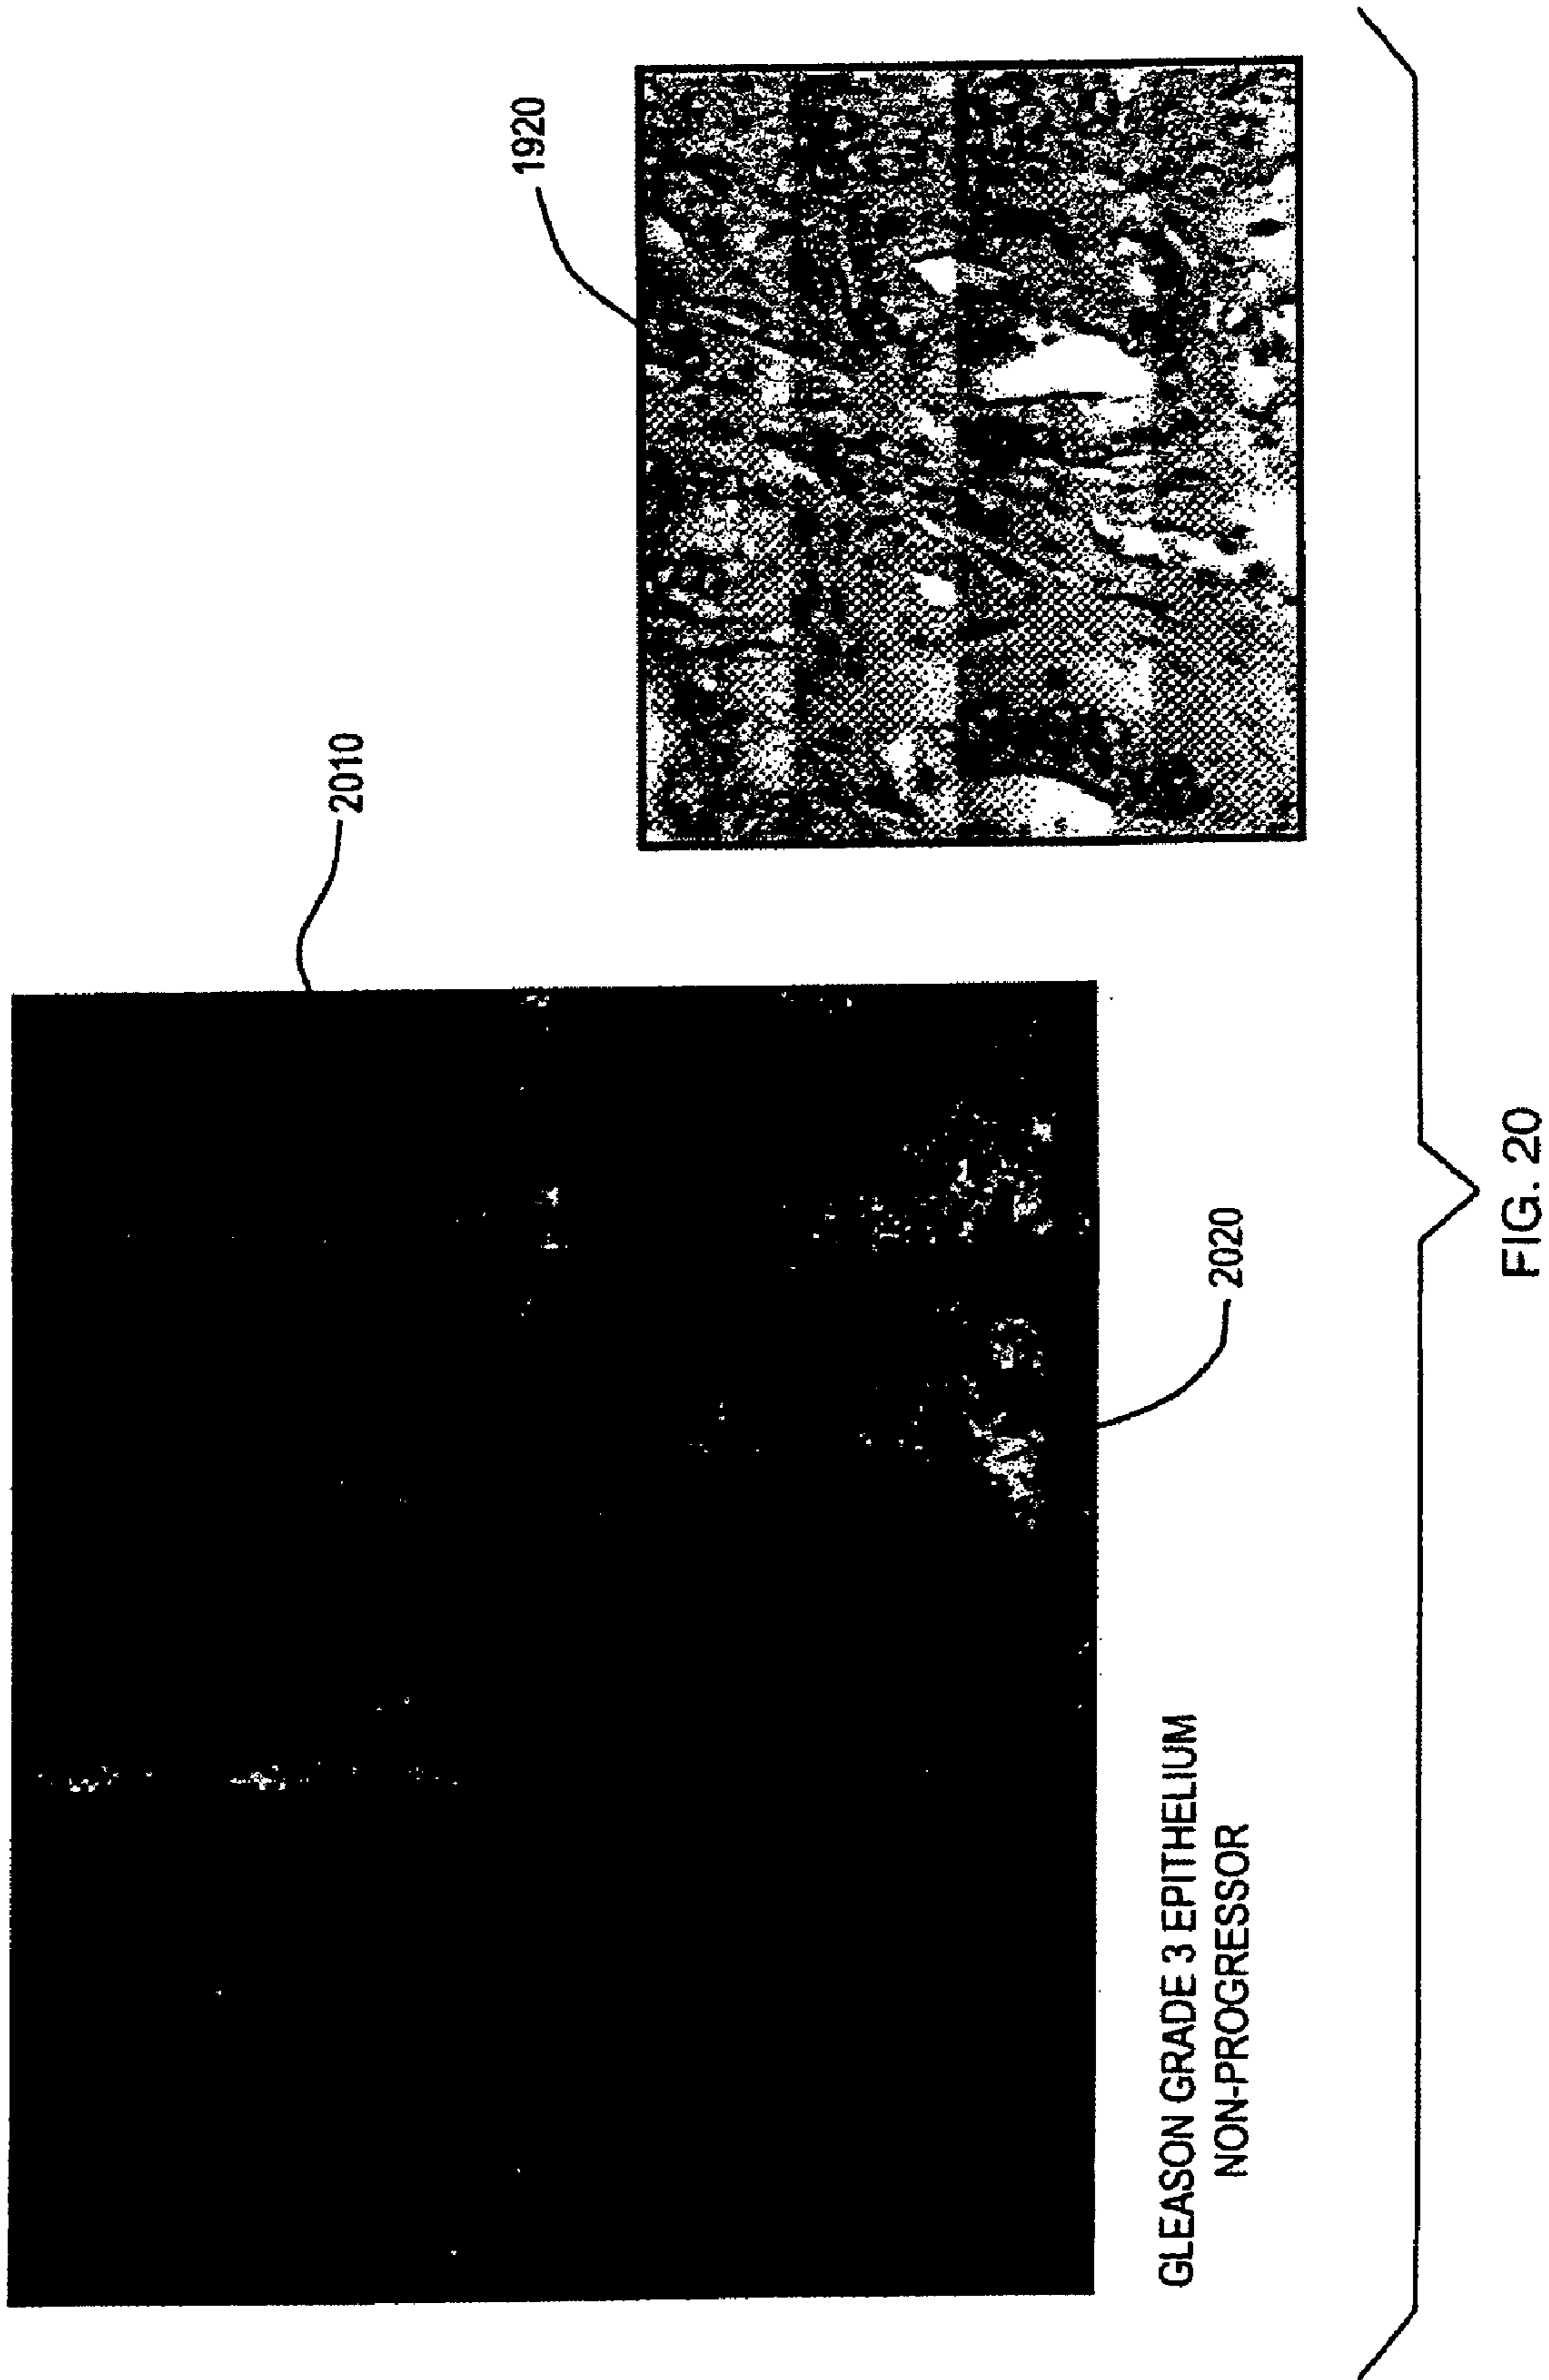 2010
1920
2020
GLEASON GRADE 3 EPITHELIUM
NON-PROGRESSOR
FIG. 20